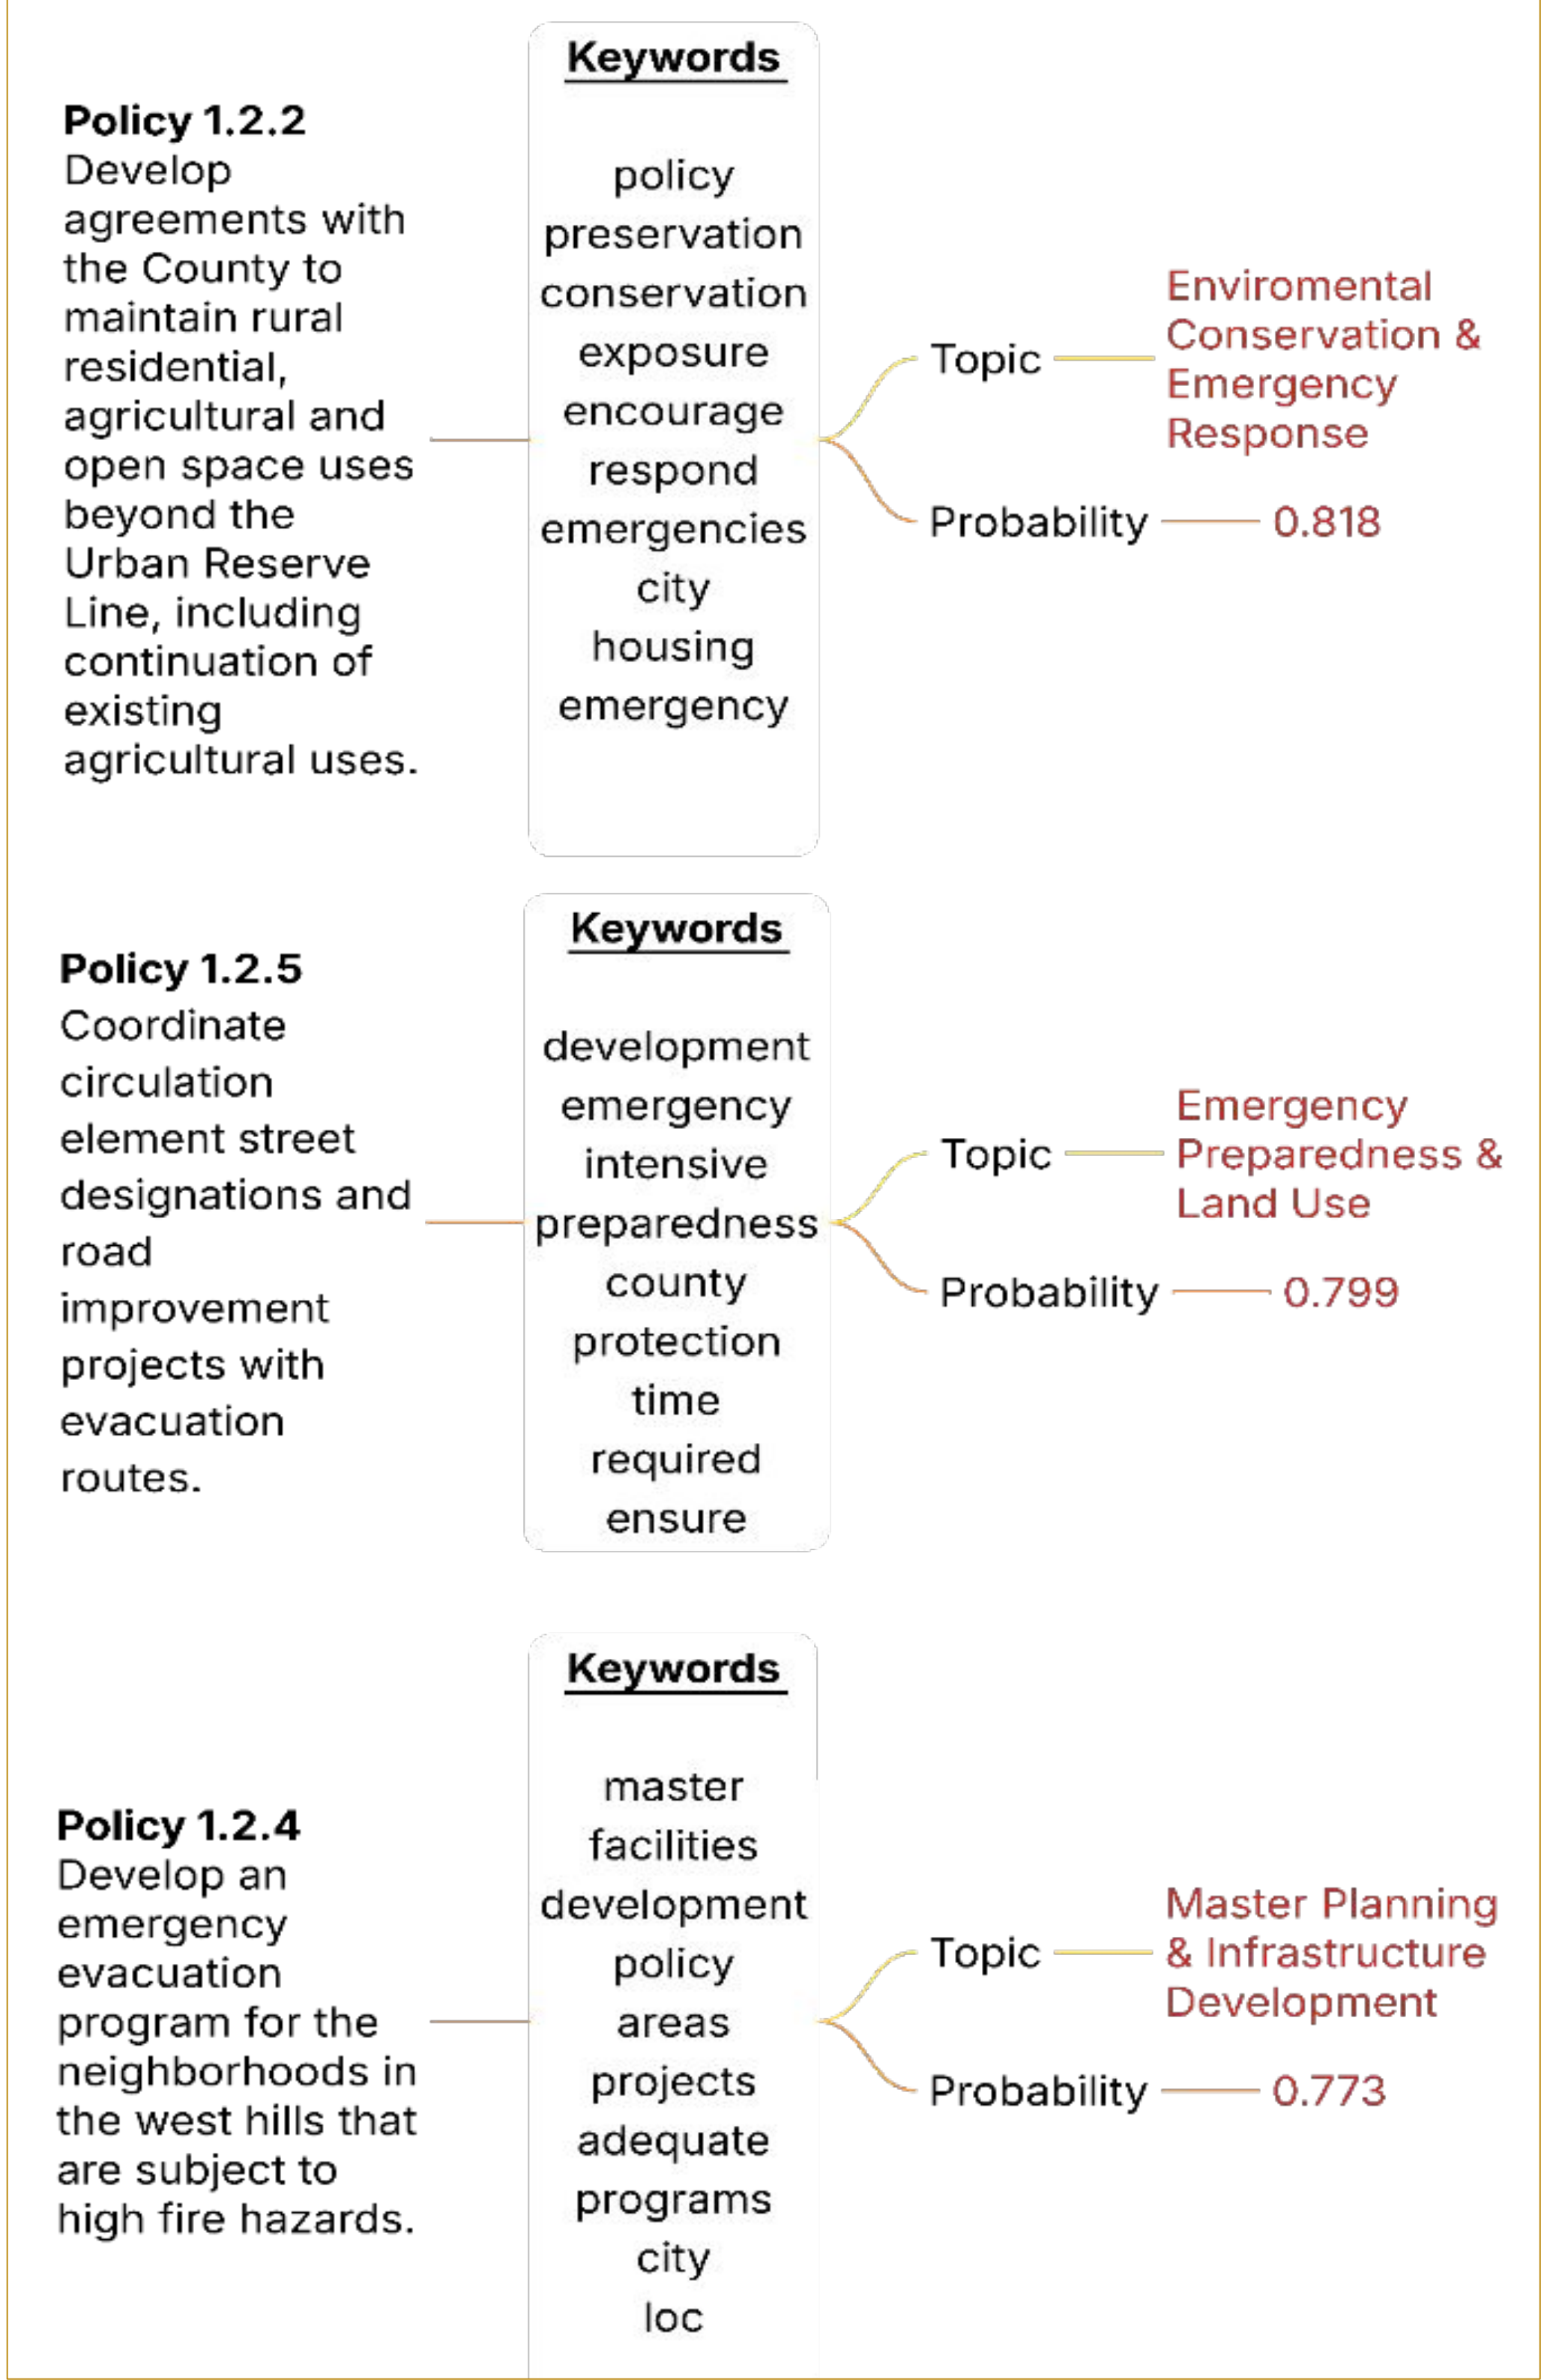 Policy 1.2.2
Develop
agreements with
the County to
maintain rural
residential,
agricultural and
open space uses
beyond the
Urban Reserve
Line, including
continuation of
existing
agricultural uses.
Keywords
policy
preservation
conservation
exposure
encourage
respond
emergencies
city
housing
emergency
Topic
Enviromental
Conservation &
Emergency
Response
Probability
0.818
Policy 1.2.5
Coordinate
circulation
element street
designations and
road
improvement
projects with
evacuation
routes.
Keywords
development
emergency
intensive
preparedness
county
protection
time
required
ensure
Topic
Emergency
Preparedness &
Land Use
Probability
0.799
Policy 1.2.4
Develop an
emergency
evacuation
program for the
neighborhoods in
the west hills that
are subject to
high fire hazards.
Keywords
master
facilities
development
policy
areas
projects
adequate
programs
city
loc
Topic
Master Planning
& Infrastructure
Development
Probability
0.773